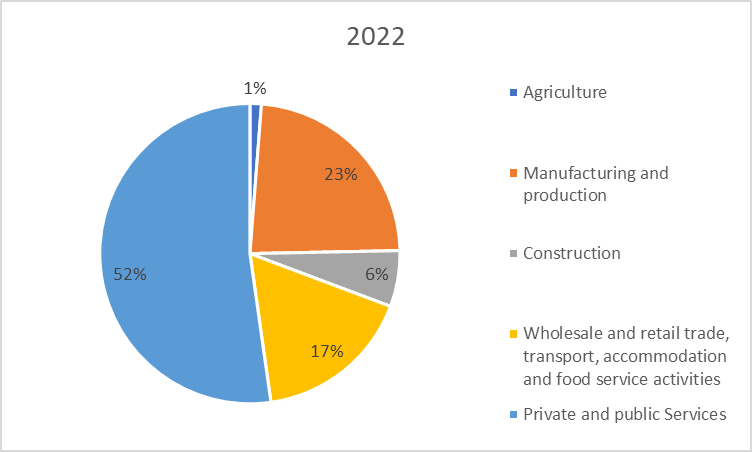 2022
1%
23%
6%
17%
52%
Agriculture
Manufacturing and
production
Construction
Wholesale and retail trade,
transport, accommodation
and food service activities
Private and public Services